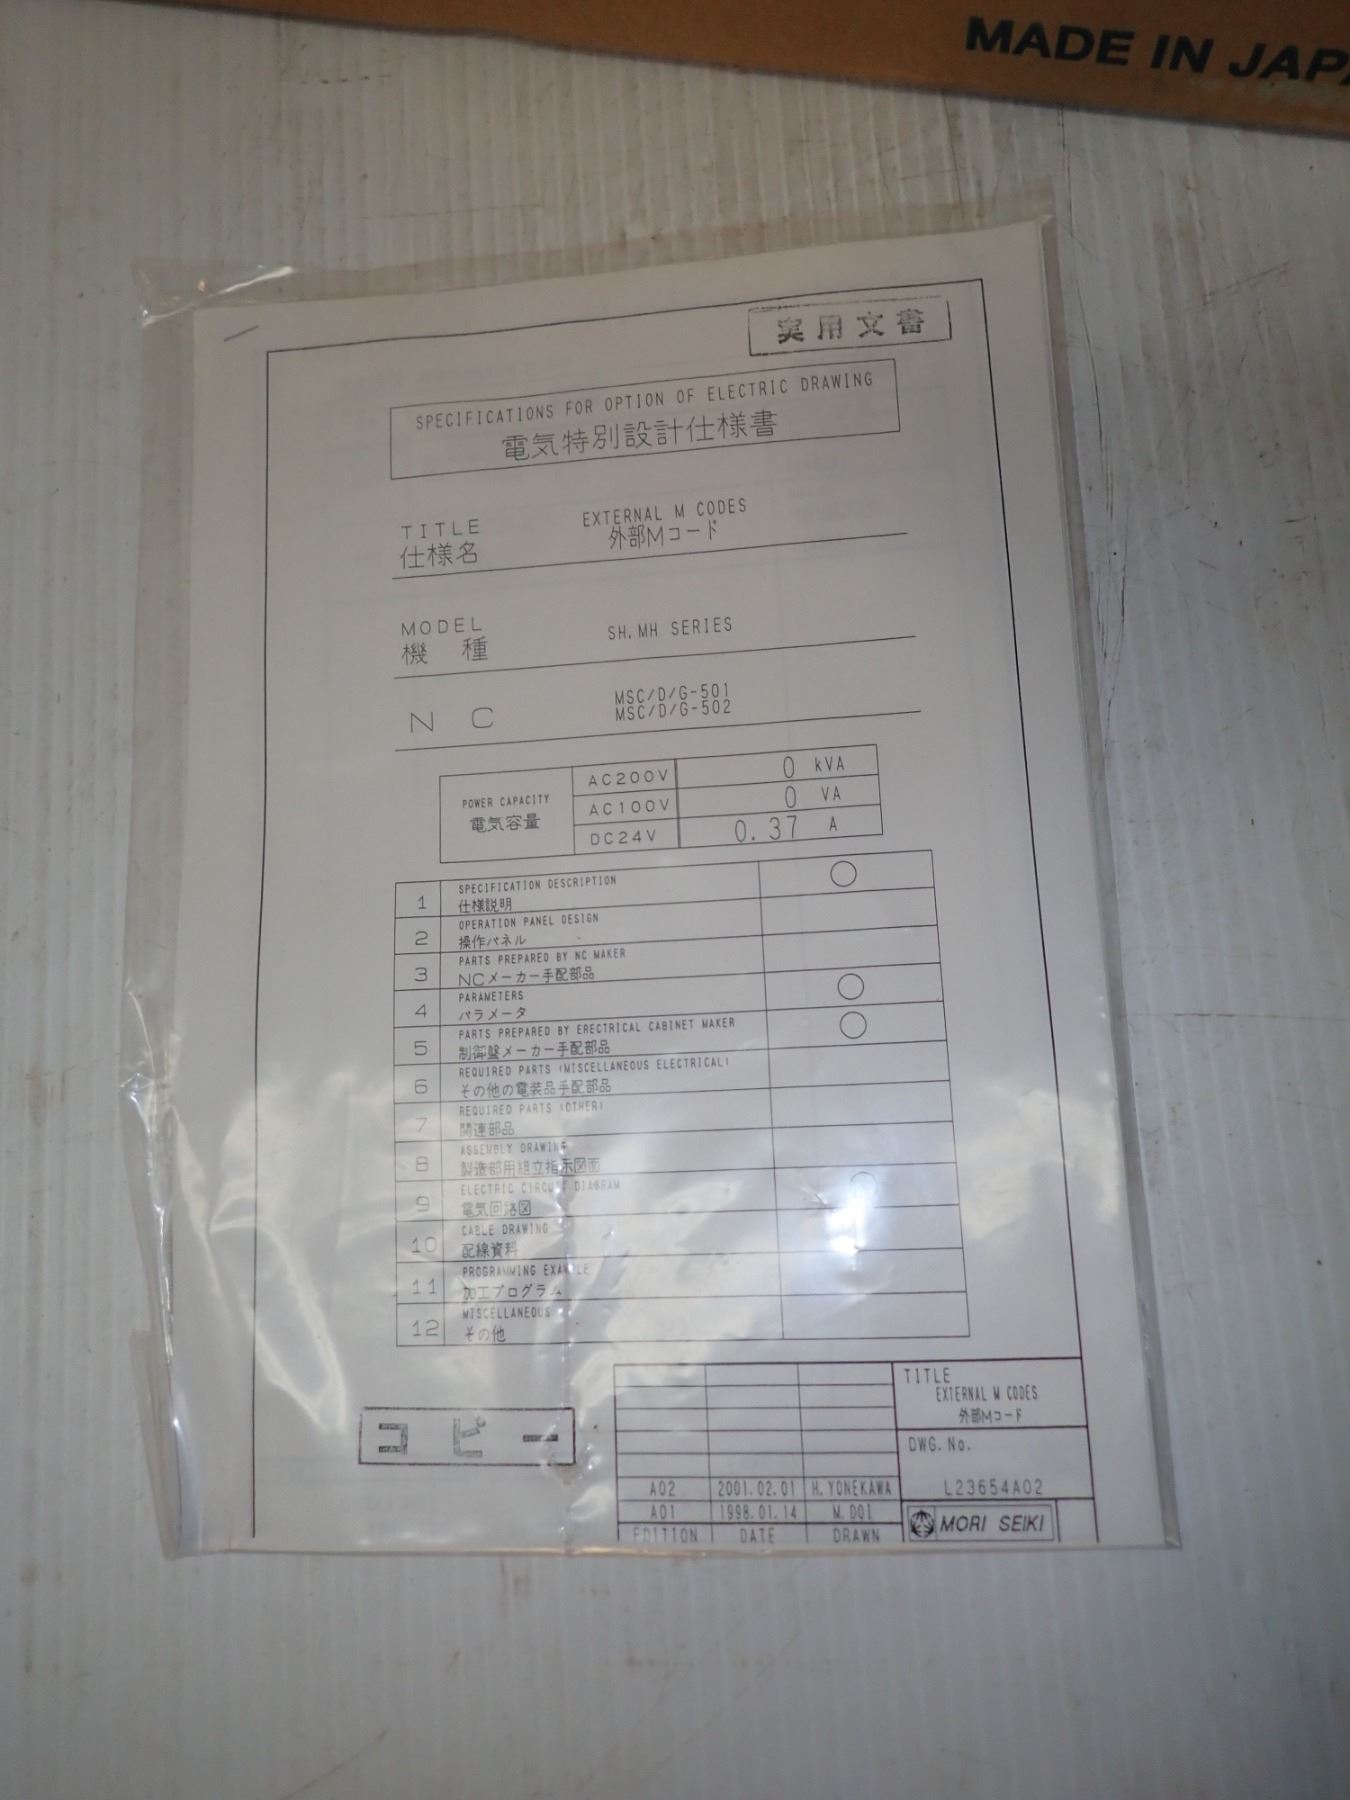 MADE IN JAPA
実用文書
SPECIFICATIONS FOR OPTION OF ELECTRIC DRAWING
電気特別設計仕様書
TITLE EXTERNAL M CODES
仕様名 外部Mコード
MODEL
機 種 SH,MH SERIES
MSC/D/G-501
NC MSC/D/G-502
POWER CAPACITY
電気容量
AC200V 0 kVA
AC100V 0 VA
DC24V 0.37 A
1 SPECIFICATION DESCRIPTION ○
仕様説明
2 OPERATION PANEL DESIGN
操作パネル
3 PARTS PREPARED BY NC MAKER
NCメーカー手配部品
4 PARAMETERS ○
パラメータ
5 PARTS PREPARED BY ERECTRICAL CABINET MAKER ○
制御盤メーカー手配部品
6 REQUIRED PARTS (MISCELLANEOUS ELECTRICAL)
その他の電装品手配部品
7 REQUIRED PARTS (OTHER)
関連部品
8 ASSEMBLY DRAWING
製造部用組立指示図面
9 ELECTRIC CIRCUIT DIAGRAM ○
電気回路図
10 CABLE DRAWING
配線資料
11 PROGRAMMING EXAMPLE
加工プログラム
12 MISCELLANEOUS
その他
コピー
TITLE
EXTERNAL M CODES
外部Mコード
DWG. No.
L23654A02
A02 2001.02.01 H.YONEKAWA
A01 1998.01.14 M.DOI
EDITION DATE DRAWN
MORI SEIKI